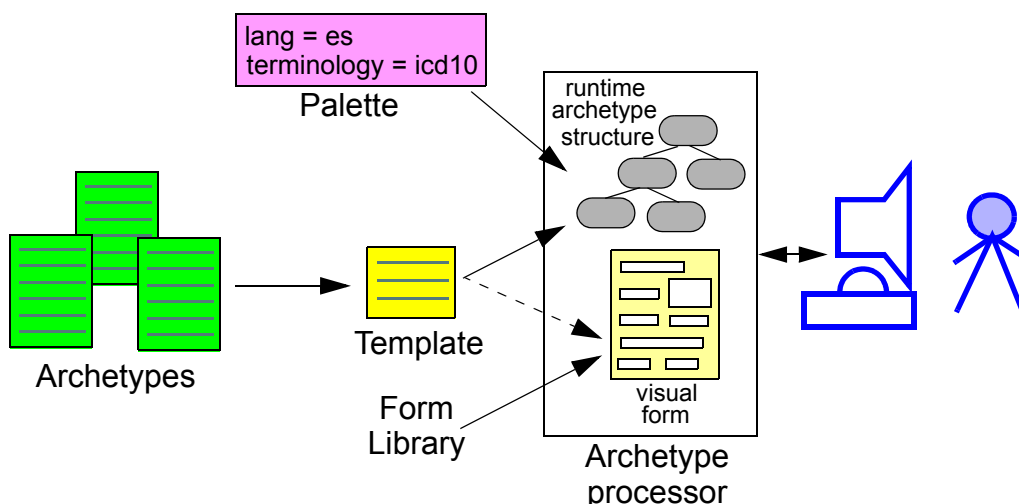 lang = es
terminology = icd10
Palette
runtime
archetype
structure
Archetypes
Template
Form
Library
visual
form
Archetype
processor